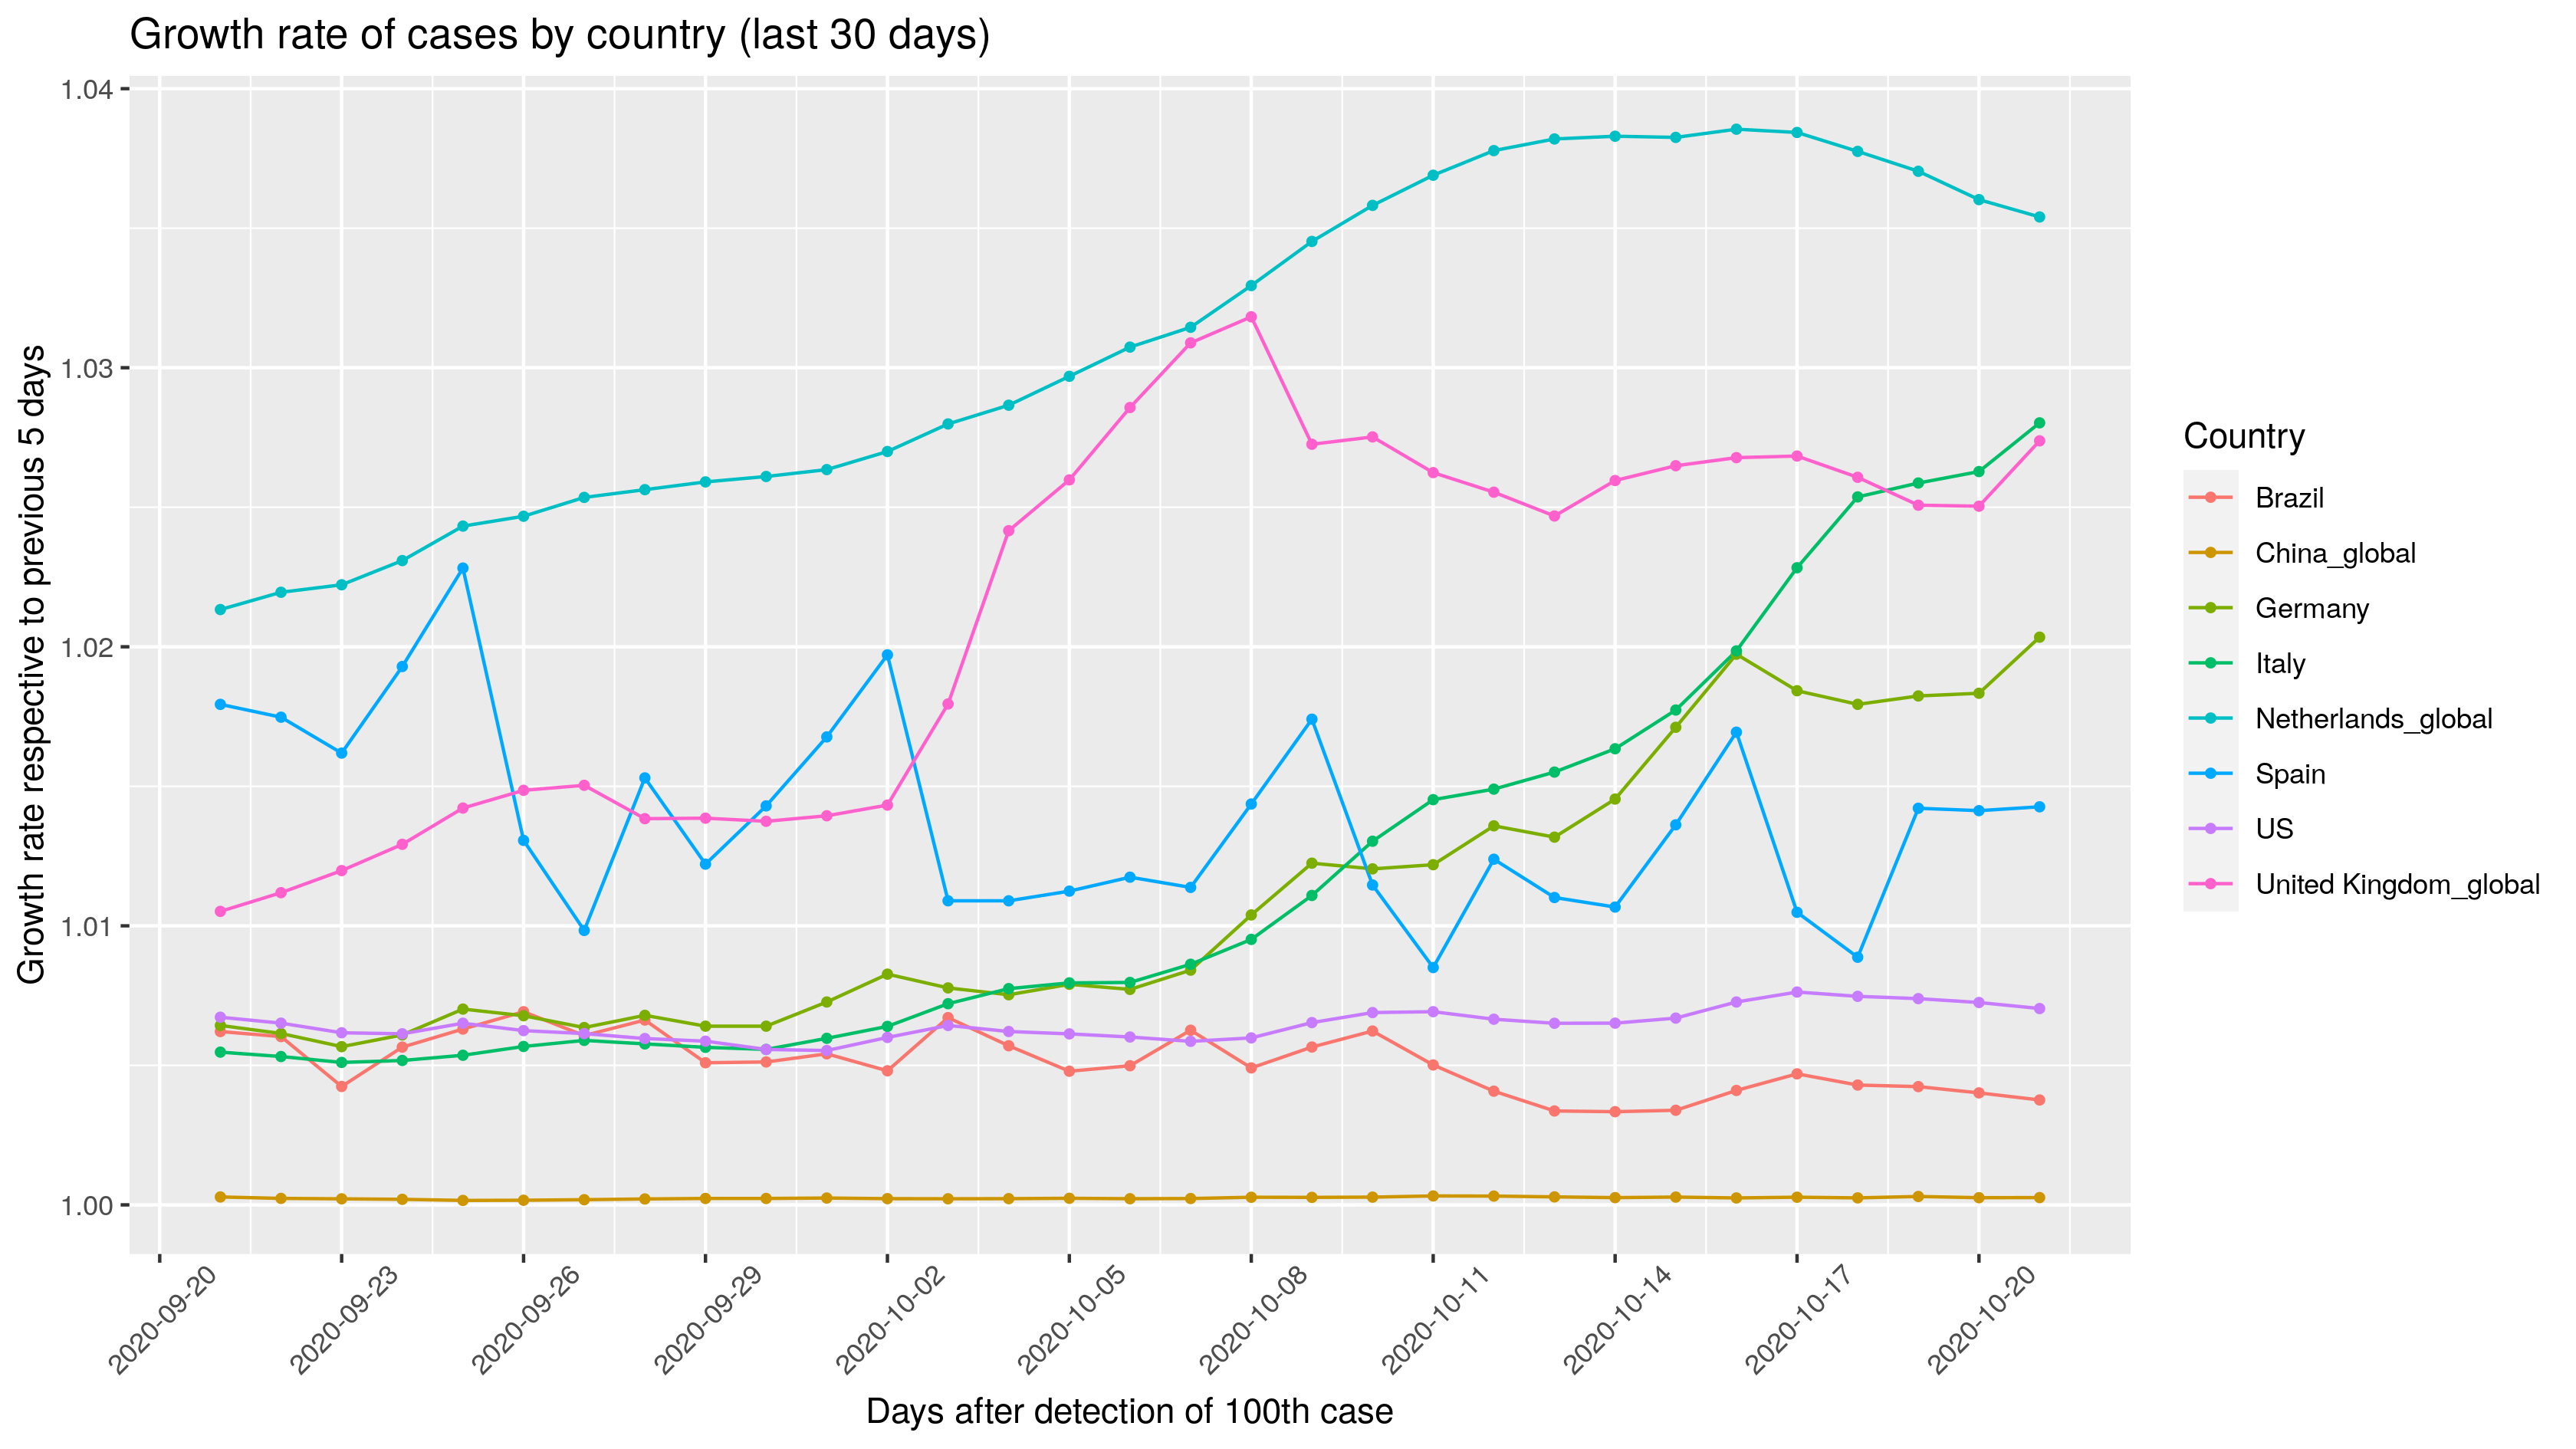 Growth rate of cases by country (last 30 days)
Growth rate respective to previous 5 days
1.04
1.03
1.02
1.01
1.00
2020-09-20
2020-09-23
2020-09-26
2020-09-29
2020-10-02
2020-10-05
2020-10-08
2020-10-11
2020-10-14
2020-10-17
2020-10-20
Days after detection of 100th case
Country
Brazil
China_global
Germany
Italy
Netherlands_global
Spain
US
United Kingdom_global